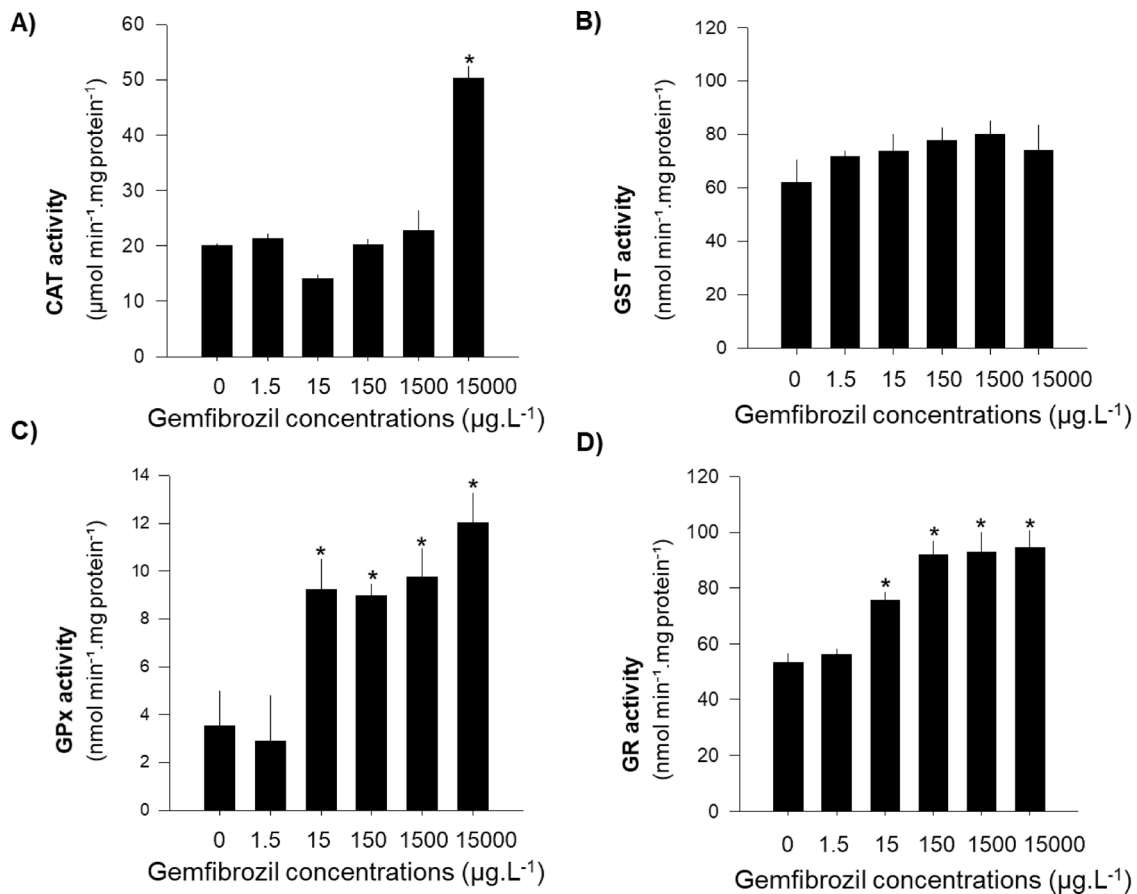 A)
60
50
40
30
20
10
0
CAT activity
(µmol min⁻¹.mg protein⁻¹)
*
0 1.5 15 150 1500 15000
Gemfibrozil concentrations (µg.L⁻¹)
B)
120
100
80
60
40
20
0
GST activity
(nmol min⁻¹.mg protein⁻¹)
0 1.5 15 150 1500 15000
Gemfibrozil concentrations (µg.L⁻¹)
C)
14
12
10
8
6
4
2
0
GPx activity
(nmol min⁻¹.mg protein⁻¹)
* * * *
0 1.5 15 150 1500 15000
Gemfibrozil concentrations (µg.L⁻¹)
D)
120
100
80
60
40
20
0
GR activity
(nmol min⁻¹.mg protein⁻¹)
* * * *
0 1.5 15 150 1500 15000
Gemfibrozil concentrations (µg.L⁻¹)